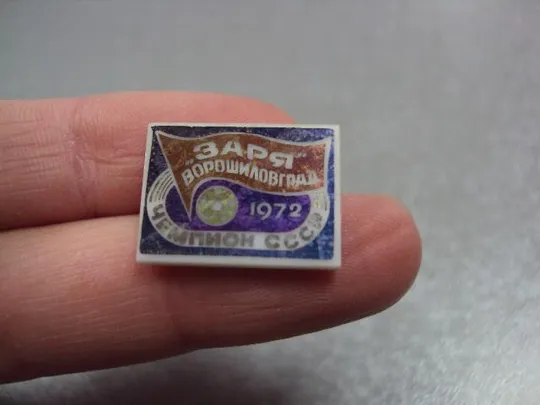 "ЗАРЯ"
ВОРОШИЛОВГРАД
1972
ЧЕМПИОН СССР